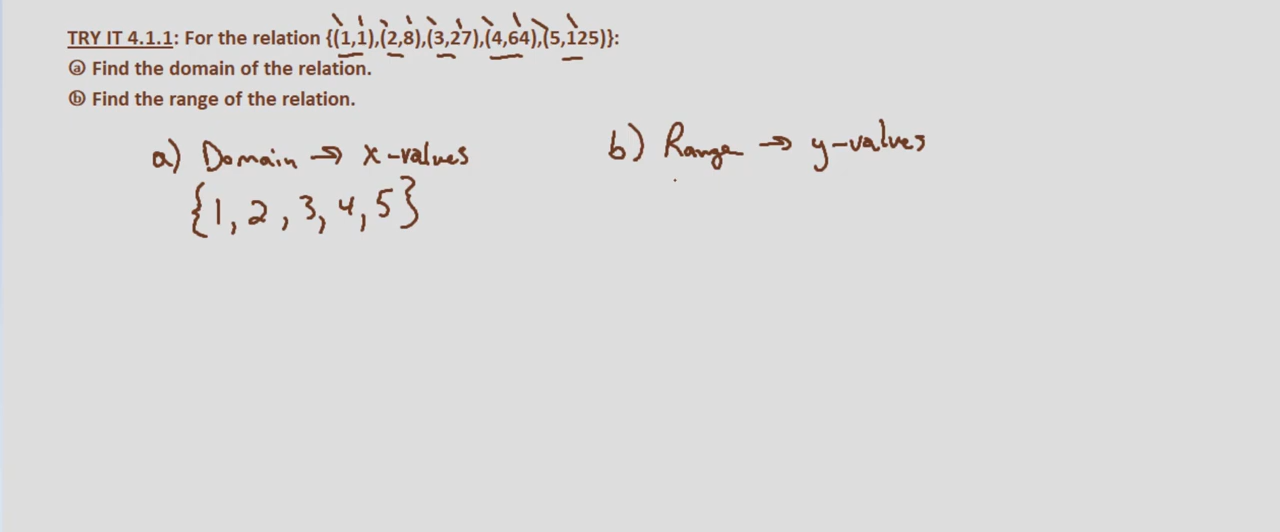 TRY IT 4.1.1: For the relation {(1,1),(2,8),(3,27),(4,64),(5,125)}:
ⓐ Find the domain of the relation.
ⓑ Find the range of the relation.
a) Domain → x-values
{1, 2, 3, 4, 5}
b) Range → y-values